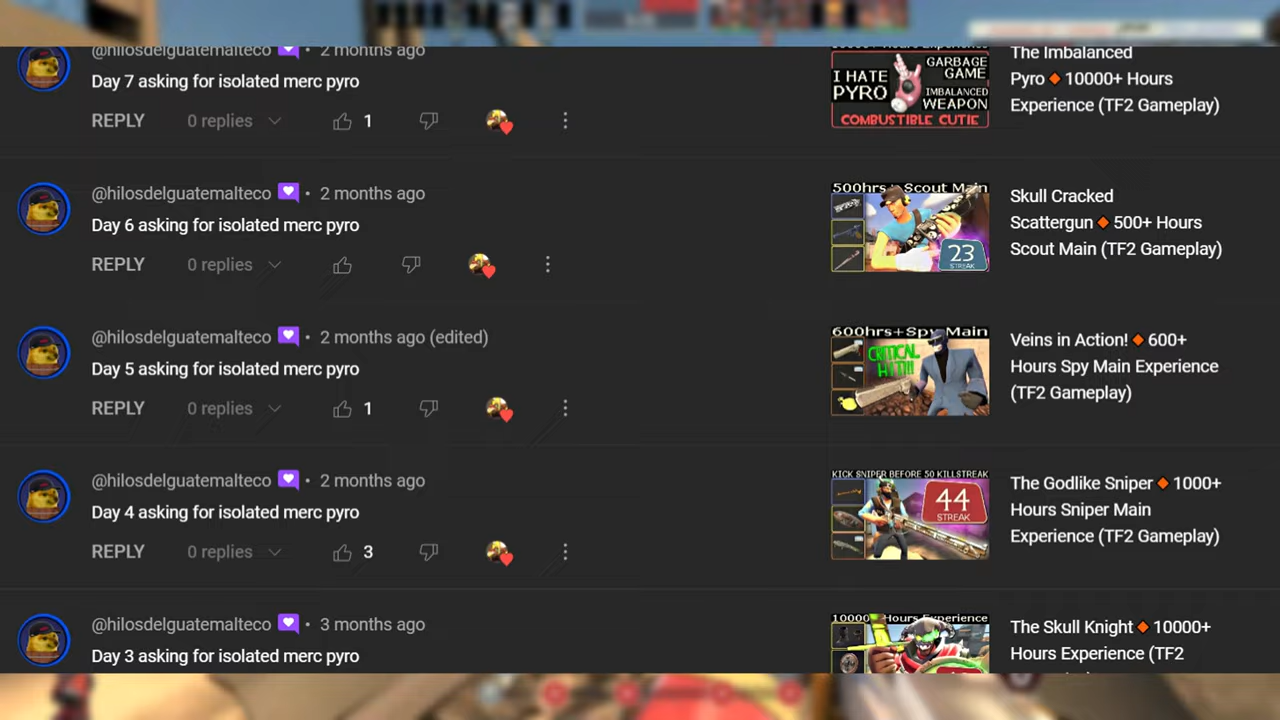 @hilosdelguatemalteco • 2 months ago
Day 7 asking for isolated merc pyro
REPLY 0 replies 1
I HATE PYRO
GARBAGE GAME
IMBALANCED WEAPON
COMBUSTIBLE CUTIE
The Imbalanced
Pyro 10000+ Hours
Experience (TF2 Gameplay)
@hilosdelguatemalteco • 2 months ago
Day 6 asking for isolated merc pyro
REPLY 0 replies
500hrs+ Scout Main
23
STREAK
Skull Cracked
Scattergun 500+ Hours
Scout Main (TF2 Gameplay)
@hilosdelguatemalteco • 2 months ago (edited)
Day 5 asking for isolated merc pyro
REPLY 0 replies 1
600hrs+Spy Main
CRITICAL
HIT!!!
Veins in Action! 600+
Hours Spy Main Experience
(TF2 Gameplay)
@hilosdelguatemalteco • 2 months ago
Day 4 asking for isolated merc pyro
REPLY 0 replies 3
KICK SNIPER BEFORE 50 KILLSTREAK
44
STREAK
The Godlike Sniper 1000+
Hours Sniper Main
Experience (TF2 Gameplay)
@hilosdelguatemalteco • 3 months ago
Day 3 asking for isolated merc pyro
Hours Experience
The Skull Knight 10000+
Hours Experience (TF2